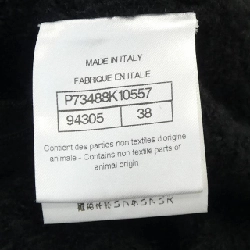 MADE IN ITALY
FABRIQUE EN ITALIE
P73488K10557
94305 38
Contient des parties non textiles d'origine
animale - Contains non textile parts of
animal origin